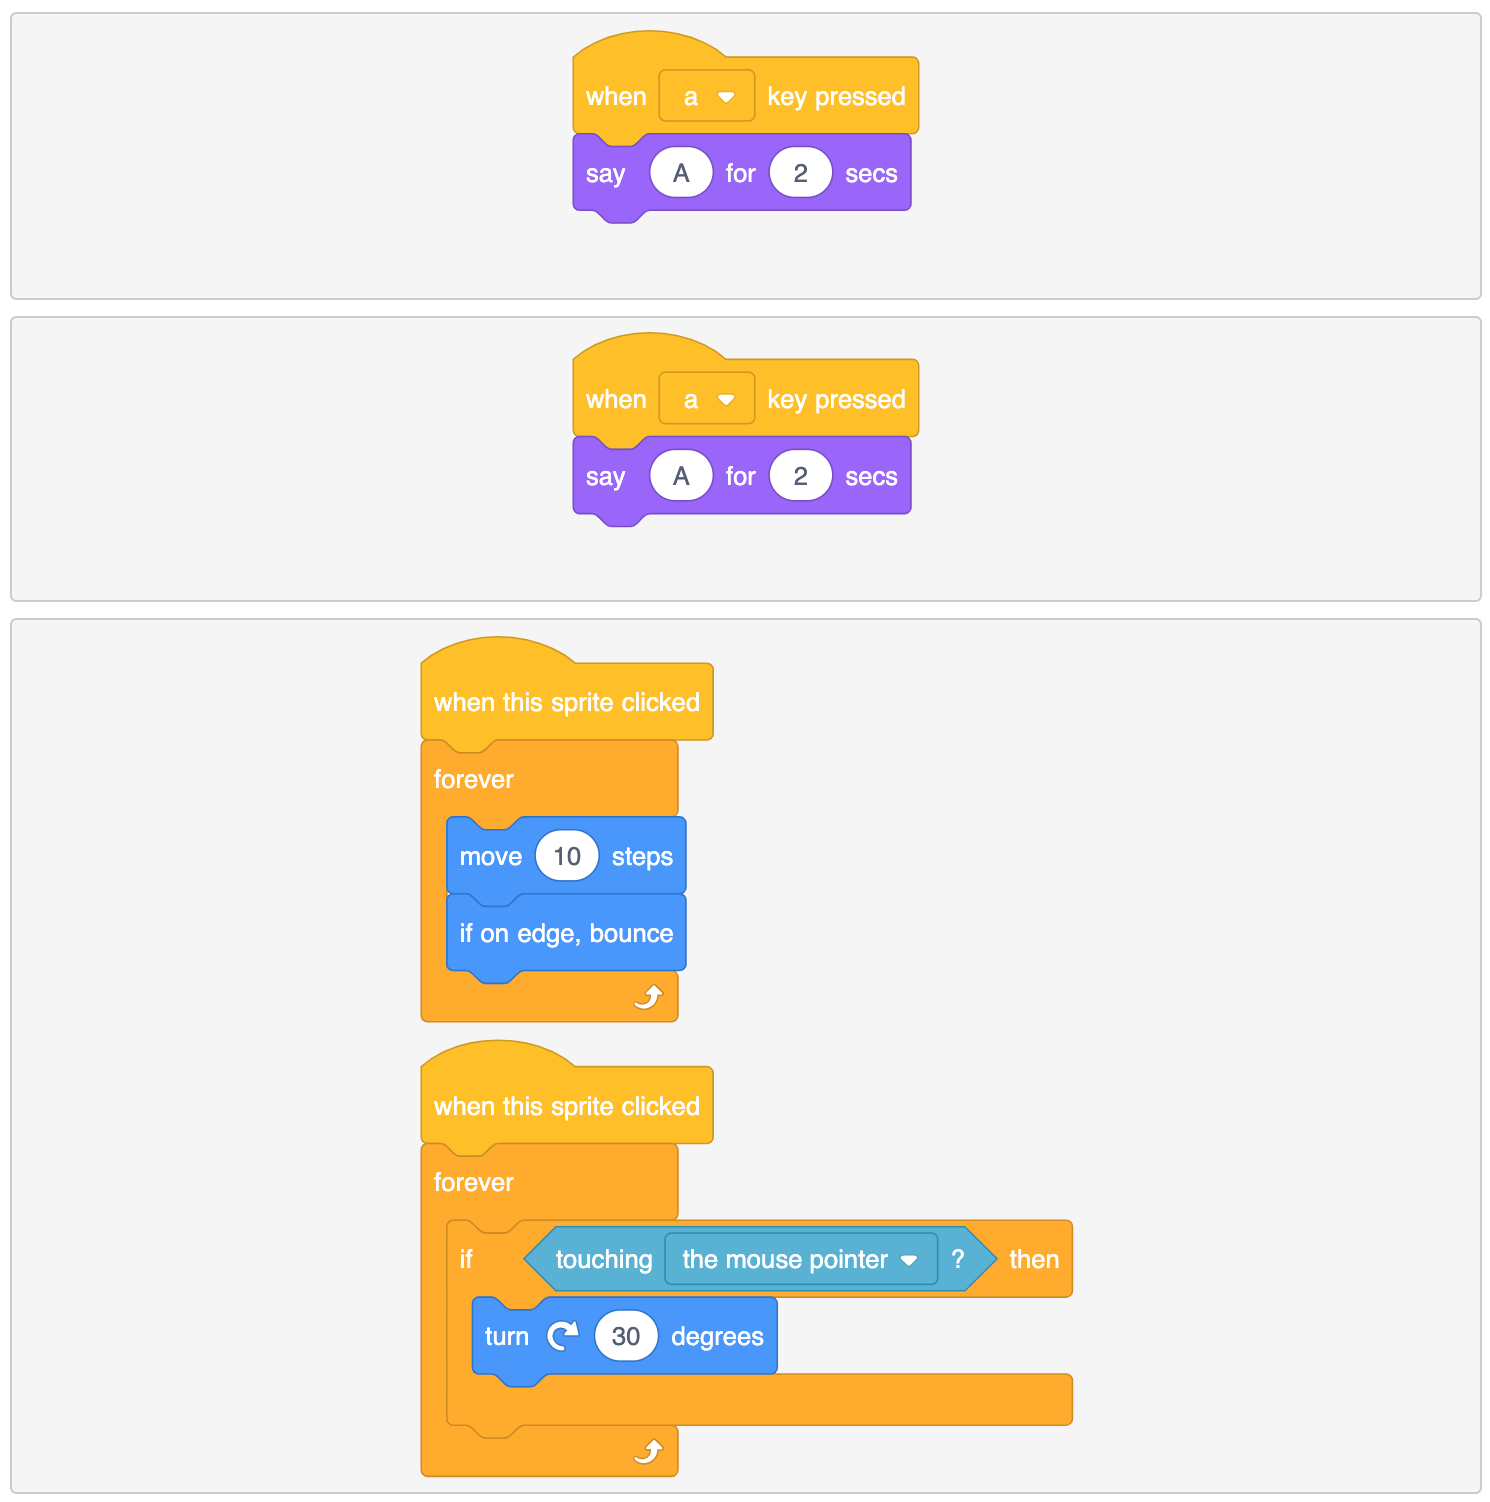 when a key pressed
say A for 2 secs
when a key pressed
say A for 2 secs
when this sprite clicked
forever
move 10 steps
if on edge, bounce
when this sprite clicked
forever
if touching the mouse pointer ? then
turn 30 degrees